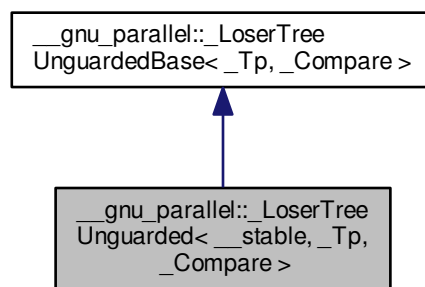 __gnu_parallel::_LoserTree
UnguardedBase< _Tp, _Compare >
__gnu_parallel::_LoserTree
Unguarded< __stable, _Tp,
_Compare >